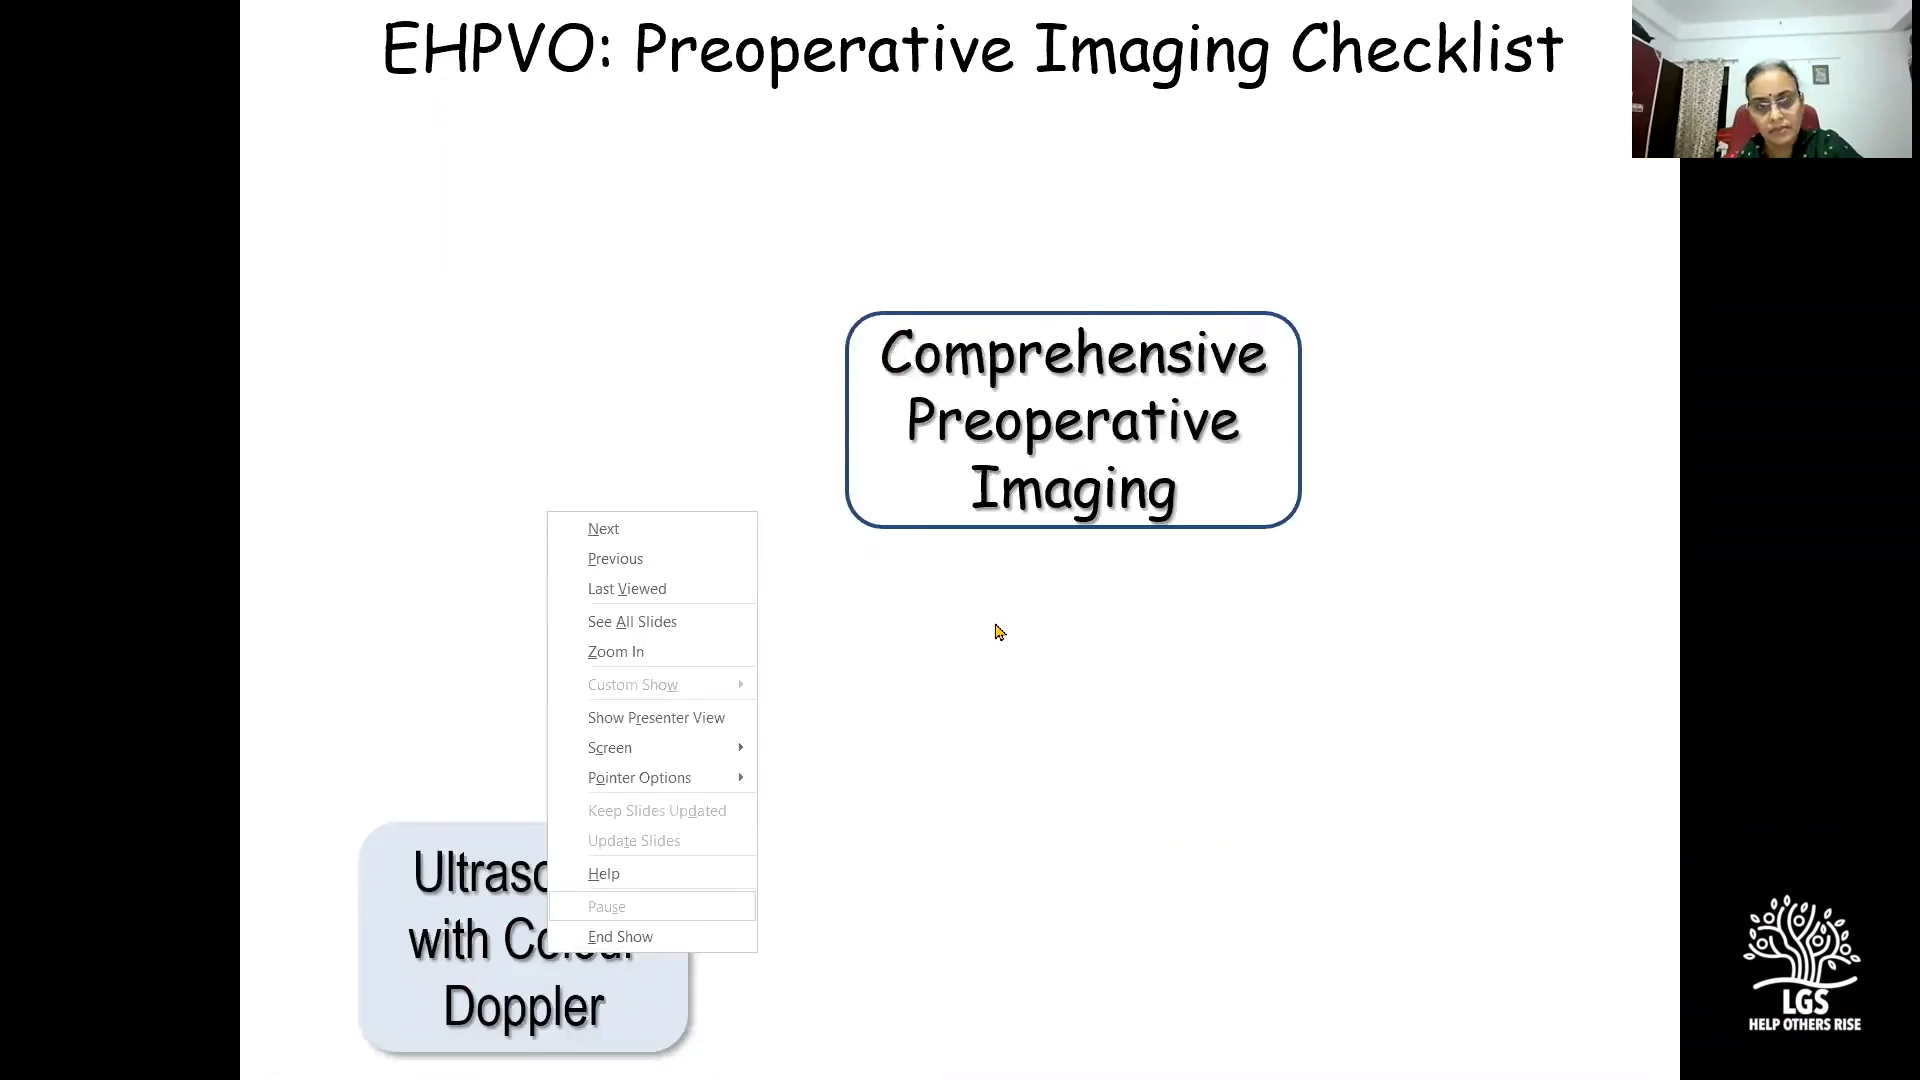 EHPVO: Preoperative Imaging Checklist
Comprehensive
Preoperative
Imaging
Next
Previous
Last Viewed
See All Slides
Zoom In
Custom Show
Show Presenter View
Screen
Pointer Options
Keep Slides Updated
Update Slides
Help
Pause
End Show
with Colour
Doppler
LGS
HELP OTHERS RISE